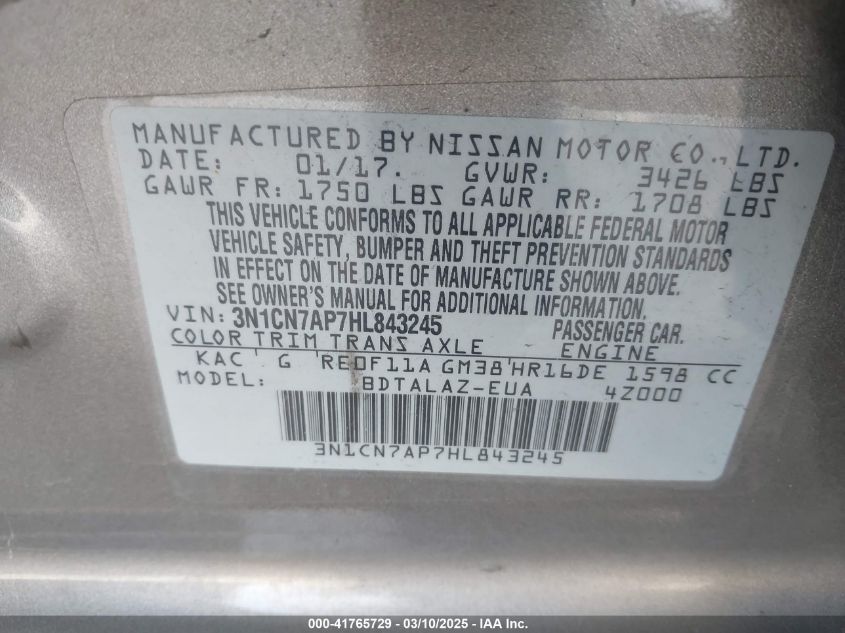 MANUFACTURED BY NISSAN MOTOR CO., LTD.
DATE: 01/17. GVWR: 3426 LBS
GAWR FR: 1750 LBS GAWR RR: 1708 LBS
THIS VEHICLE CONFORMS TO ALL APPLICABLE FEDERAL MOTOR
VEHICLE SAFETY, BUMPER AND THEFT PREVENTION STANDARDS
IN EFFECT ON THE DATE OF MANUFACTURE SHOWN ABOVE.
SEE OWNER'S MANUAL FOR ADDITIONAL INFORMATION.
VIN: 3N1CN7AP7HL843245 PASSENGER CAR.
COLOR TRIM TRANS AXLE ENGINE
KAC G RE0F11A GM38 HR16DE 1598 CC
MODEL: BDTALAZ-EUA 4Z000
3N1CN7AP7HL843245
000-41765729 - 03/10/2025 - IAA Inc.